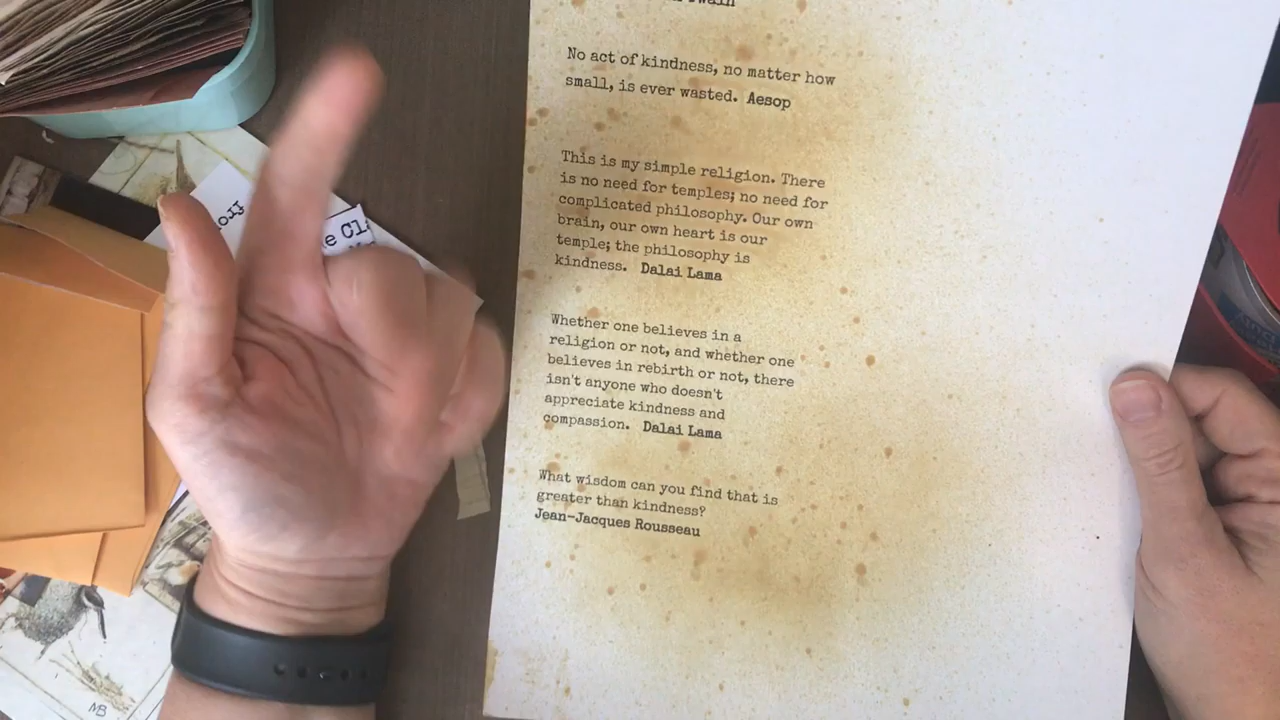 No act of kindness, no matter how
small, is ever wasted. Aesop
This is my simple religion. There
is no need for temples; no need for
complicated philosophy. Our own
brain, our own heart is our
temple; the philosophy is
kindness. Dalai Lama
Whether one believes in a
religion or not, and whether one
believes in rebirth or not, there
isn't anyone who doesn't
appreciate kindness and
compassion. Dalai Lama
What wisdom can you find that is
greater than kindness?
Jean-Jacques Rousseau
MB